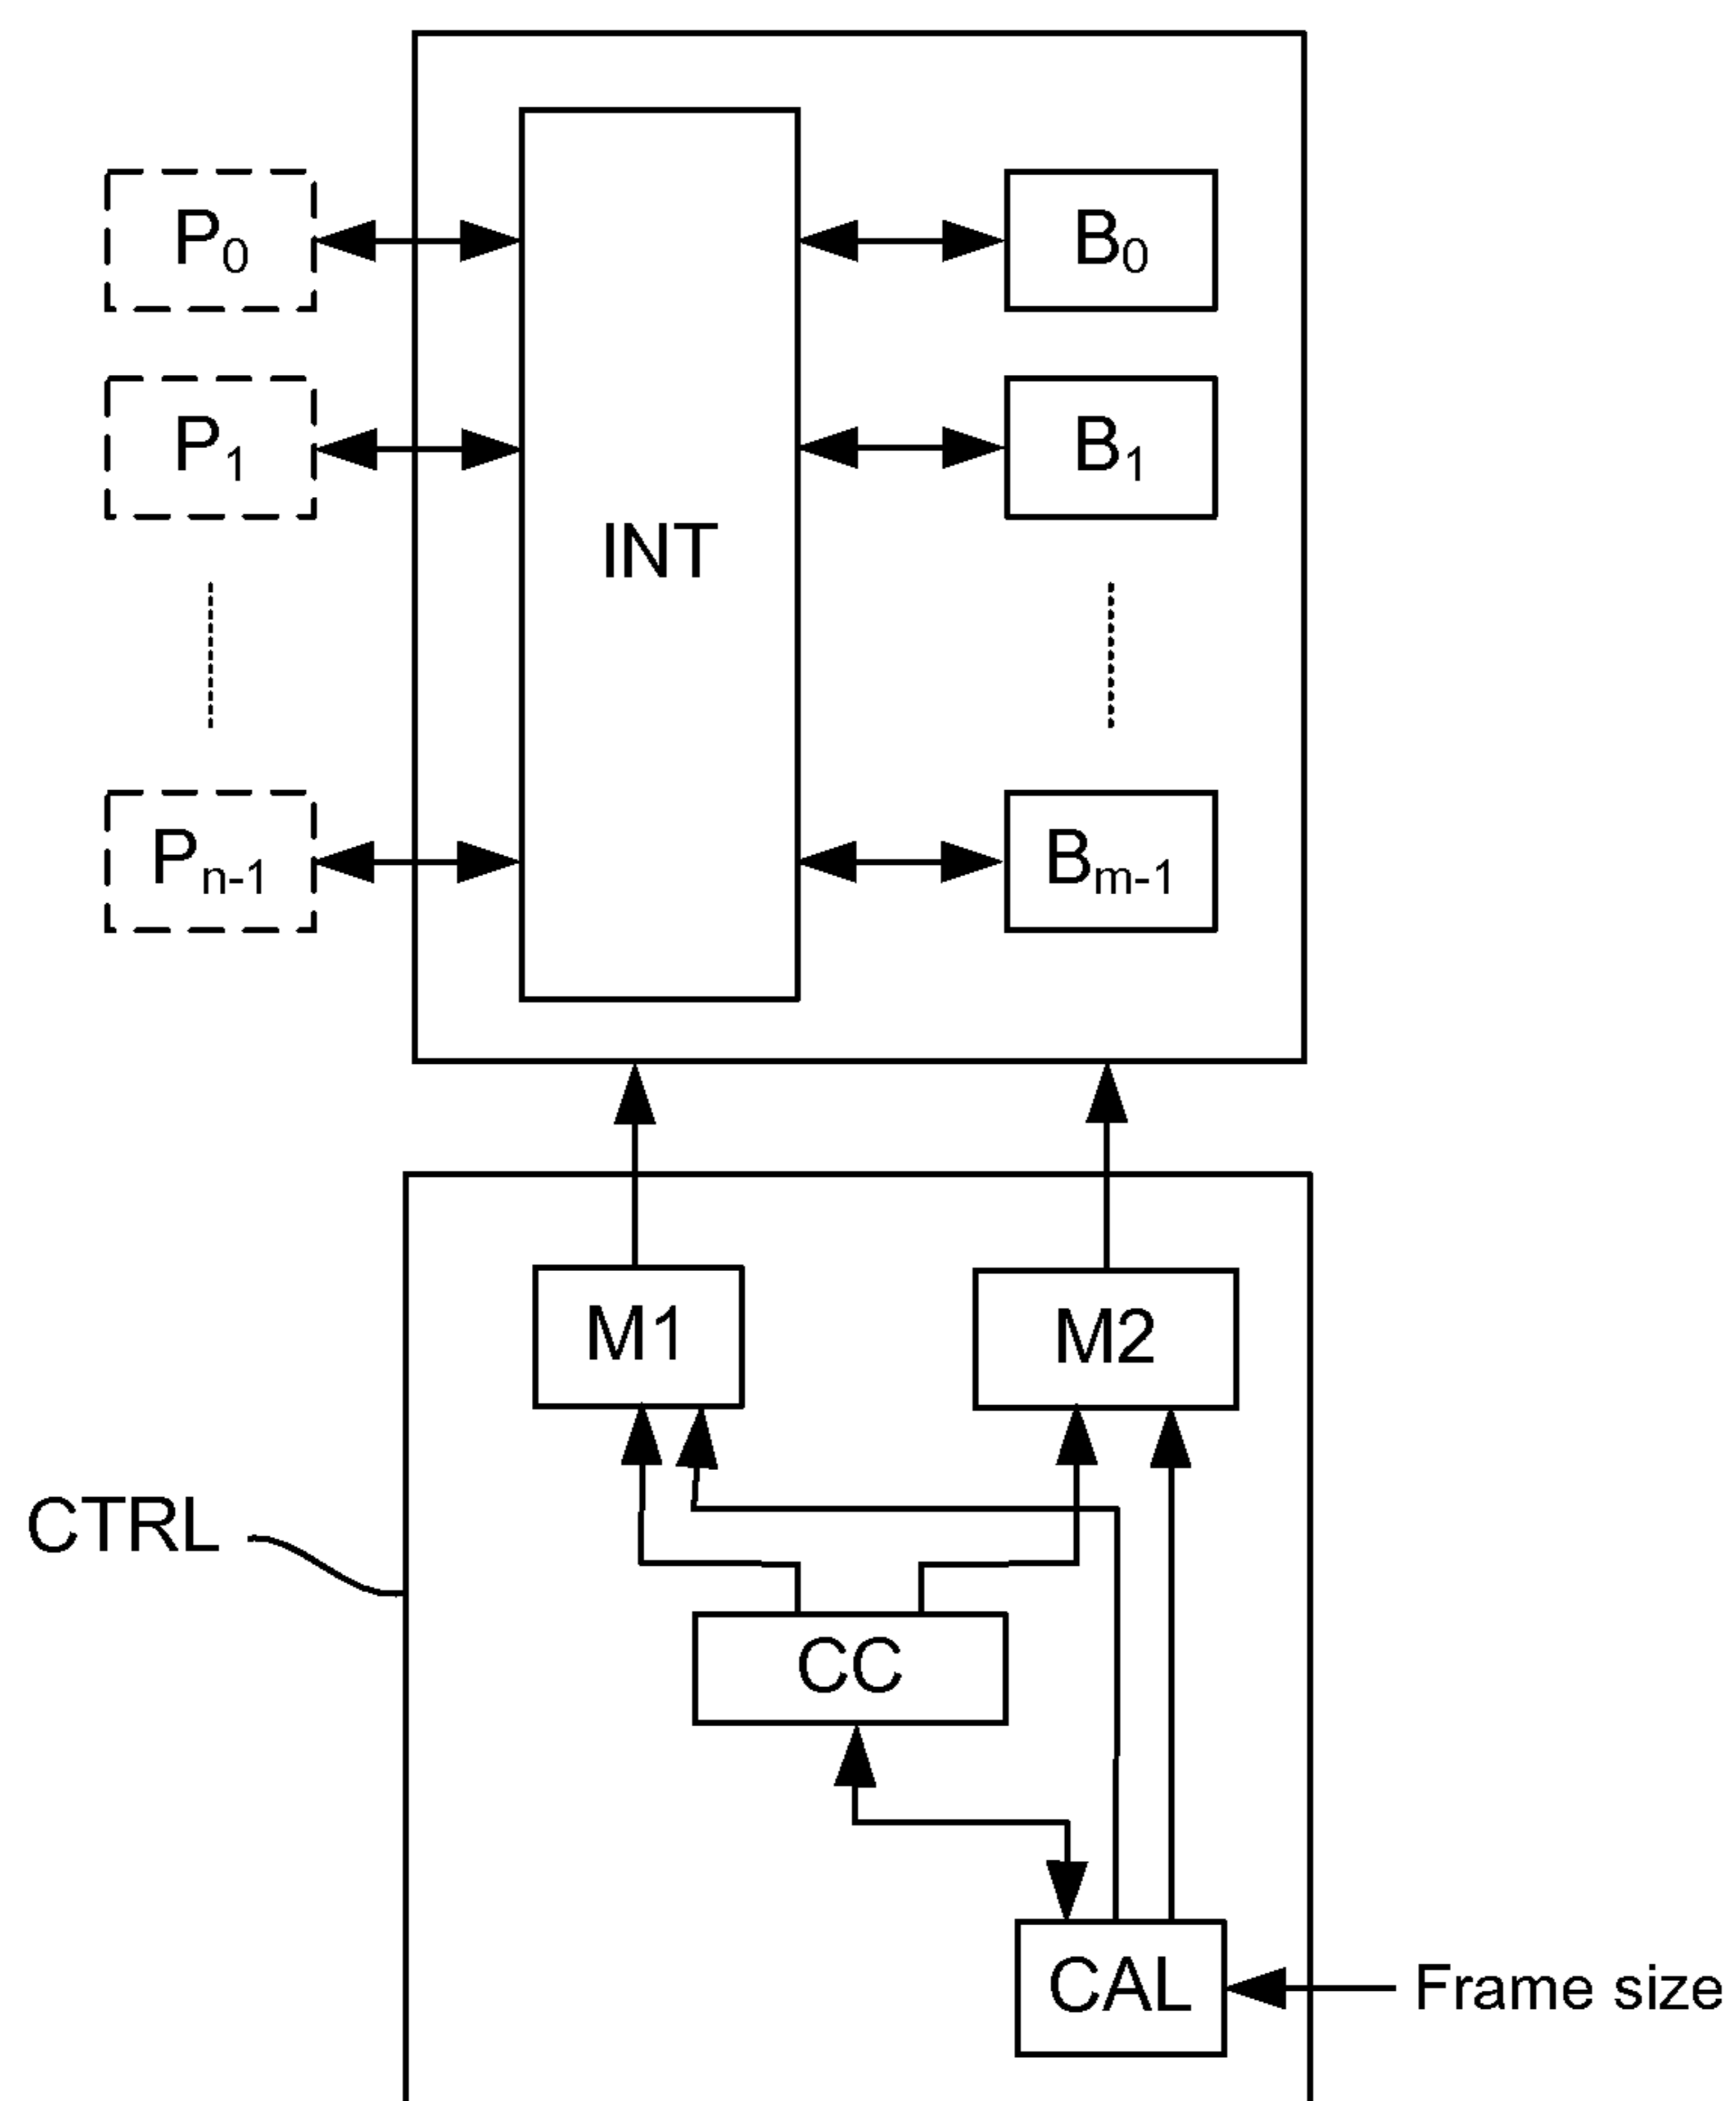 P0
B0
P1
B1
INT
Pn-1
Bm-1
M1
M2
CTRL
CC
CAL
Frame size